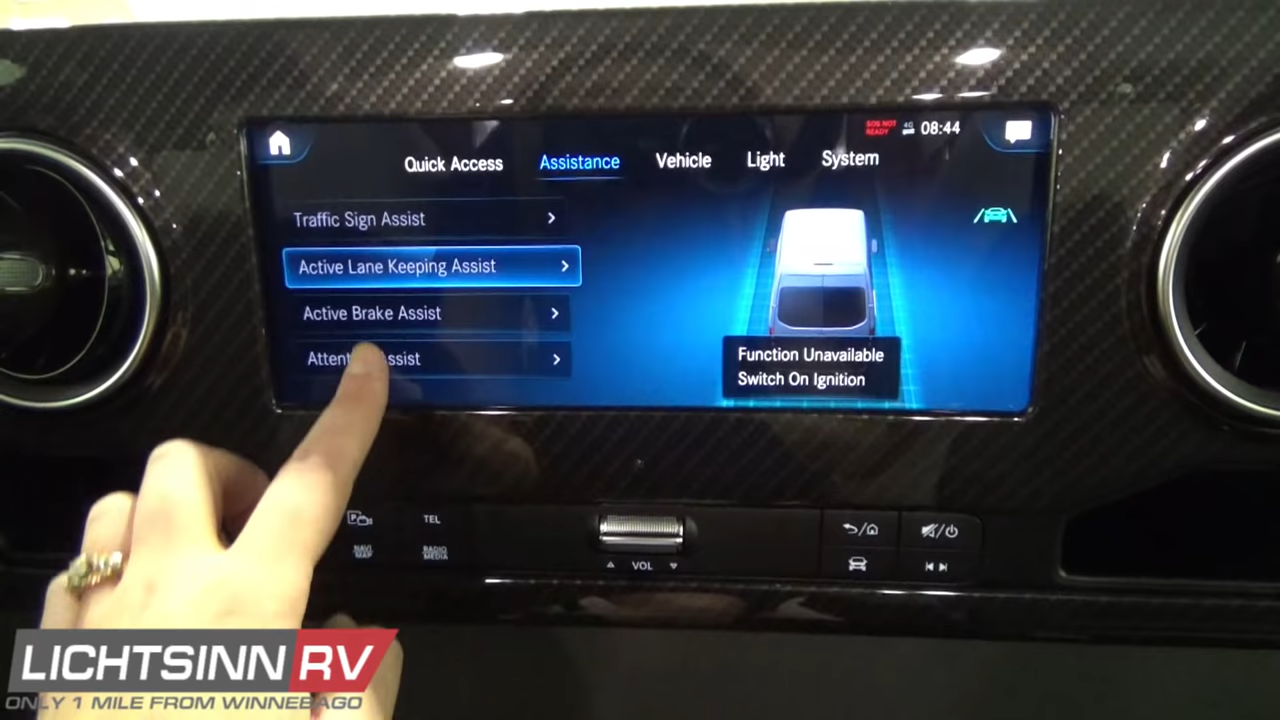 SOS NOT
READY
4G
08:44
Quick Access
Assistance
Vehicle
Light
System
Traffic Sign Assist
Active Lane Keeping Assist
Active Brake Assist
Assist
Function Unavailable
Switch On Ignition
P
TEL
NAVI
MAP
RADIO
MEDIA
VOL
LICHTSINN RV
ONLY 1 MILE FROM WINNEBAGO